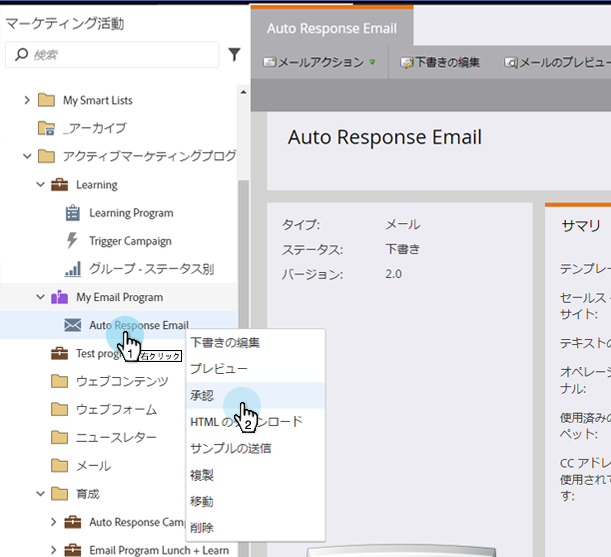 マーケティング活動
検索
My Smart Lists
_アーカイブ
アクティブマーケティングプログ
Learning
Learning Program
Trigger Campaign
グループ - ステータス別
My Email Program
Auto Response Email
1 右クリック
Test prog
ウェブコンテンツ
ウェブフォーム
ニュースレター
メール
育成
Auto Response Cam
Email Program Lunch + Learn
下書きの編集
プレビュー
承認
2
HTML のダウンロード
サンプルの送信
複製
移動
削除
Auto Response Email
メールアクション
下書きの編集
メールのプレビュー
Auto Response Email
タイプ: メール
ステータス: 下書き
バージョン: 2.0
サマリ
テンプレー
セールス・
サイト:
テキストの
オペレーシ
ナル:
使用済みの
ペット:
CC アドレ
使用されて
す: